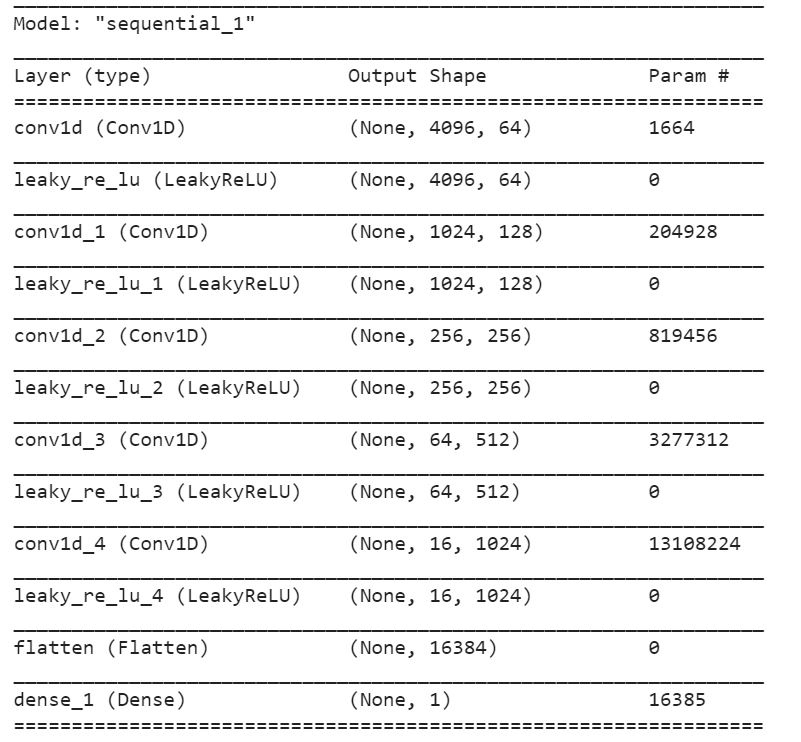 _________________________________________________________________
Model: "sequential_1"
_________________________________________________________________
Layer (type)                 Output Shape              Param #
=================================================================
conv1d (Conv1D)              (None, 4096, 64)          1664
_________________________________________________________________
leaky_re_lu (LeakyReLU)      (None, 4096, 64)          0
_________________________________________________________________
conv1d_1 (Conv1D)            (None, 1024, 128)         204928
_________________________________________________________________
leaky_re_lu_1 (LeakyReLU)    (None, 1024, 128)         0
_________________________________________________________________
conv1d_2 (Conv1D)            (None, 256, 256)          819456
_________________________________________________________________
leaky_re_lu_2 (LeakyReLU)    (None, 256, 256)          0
_________________________________________________________________
conv1d_3 (Conv1D)            (None, 64, 512)           3277312
_________________________________________________________________
leaky_re_lu_3 (LeakyReLU)    (None, 64, 512)           0
_________________________________________________________________
conv1d_4 (Conv1D)            (None, 16, 1024)          13108224
_________________________________________________________________
leaky_re_lu_4 (LeakyReLU)    (None, 16, 1024)          0
_________________________________________________________________
flatten (Flatten)            (None, 16384)             0
_________________________________________________________________
dense_1 (Dense)              (None, 1)                 16385
=================================================================